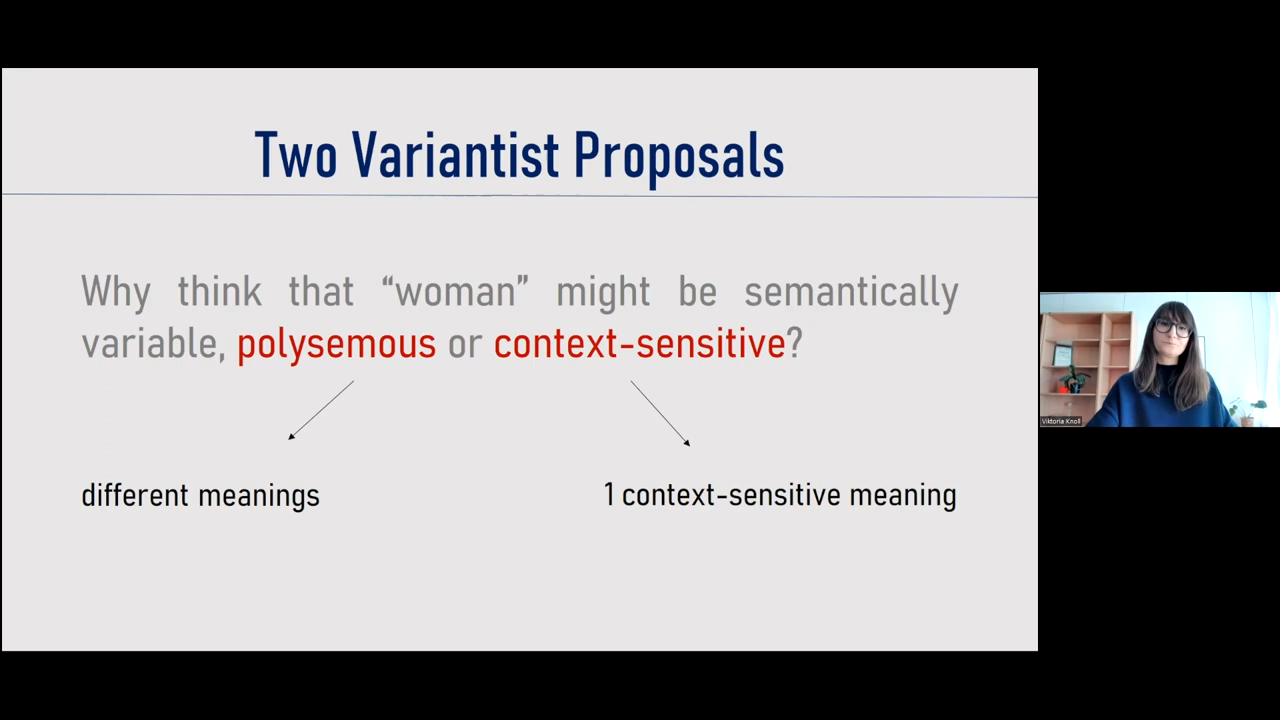 Two Variantist Proposals
Why think that “woman” might be semantically
variable, polysemous or context-sensitive?
different meanings
1 context-sensitive meaning
Viktoria Knoll